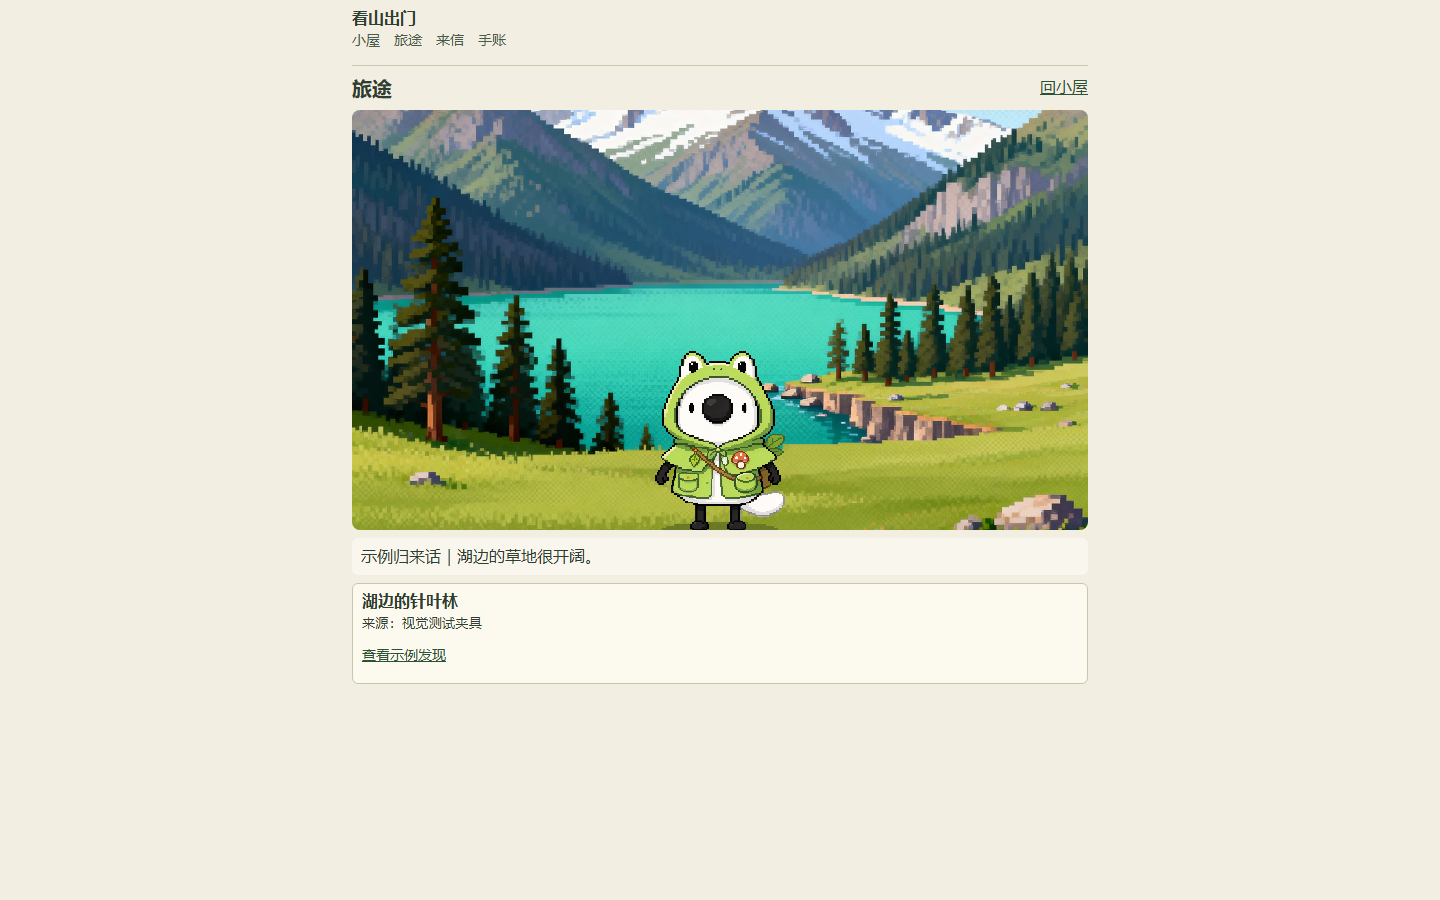 看山出门
小屋 旅途 来信 手账
旅途
回小屋
示例归来话｜湖边的草地很开阔。
湖边的针叶林
来源：视觉测试夹具
查看示例发现